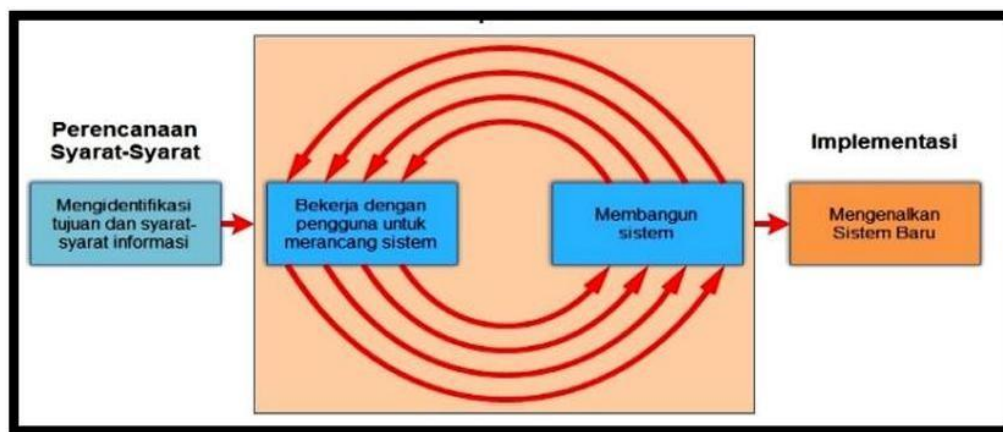 Perencanaan
Syarat-Syarat
Mengidentifikasi
tujuan dan syarat-
syarat informasi
Bekerja dengan
pengguna untuk
merancang sistem
Membangun
sistem
Implementasi
Mengenalkan
Sistem Baru